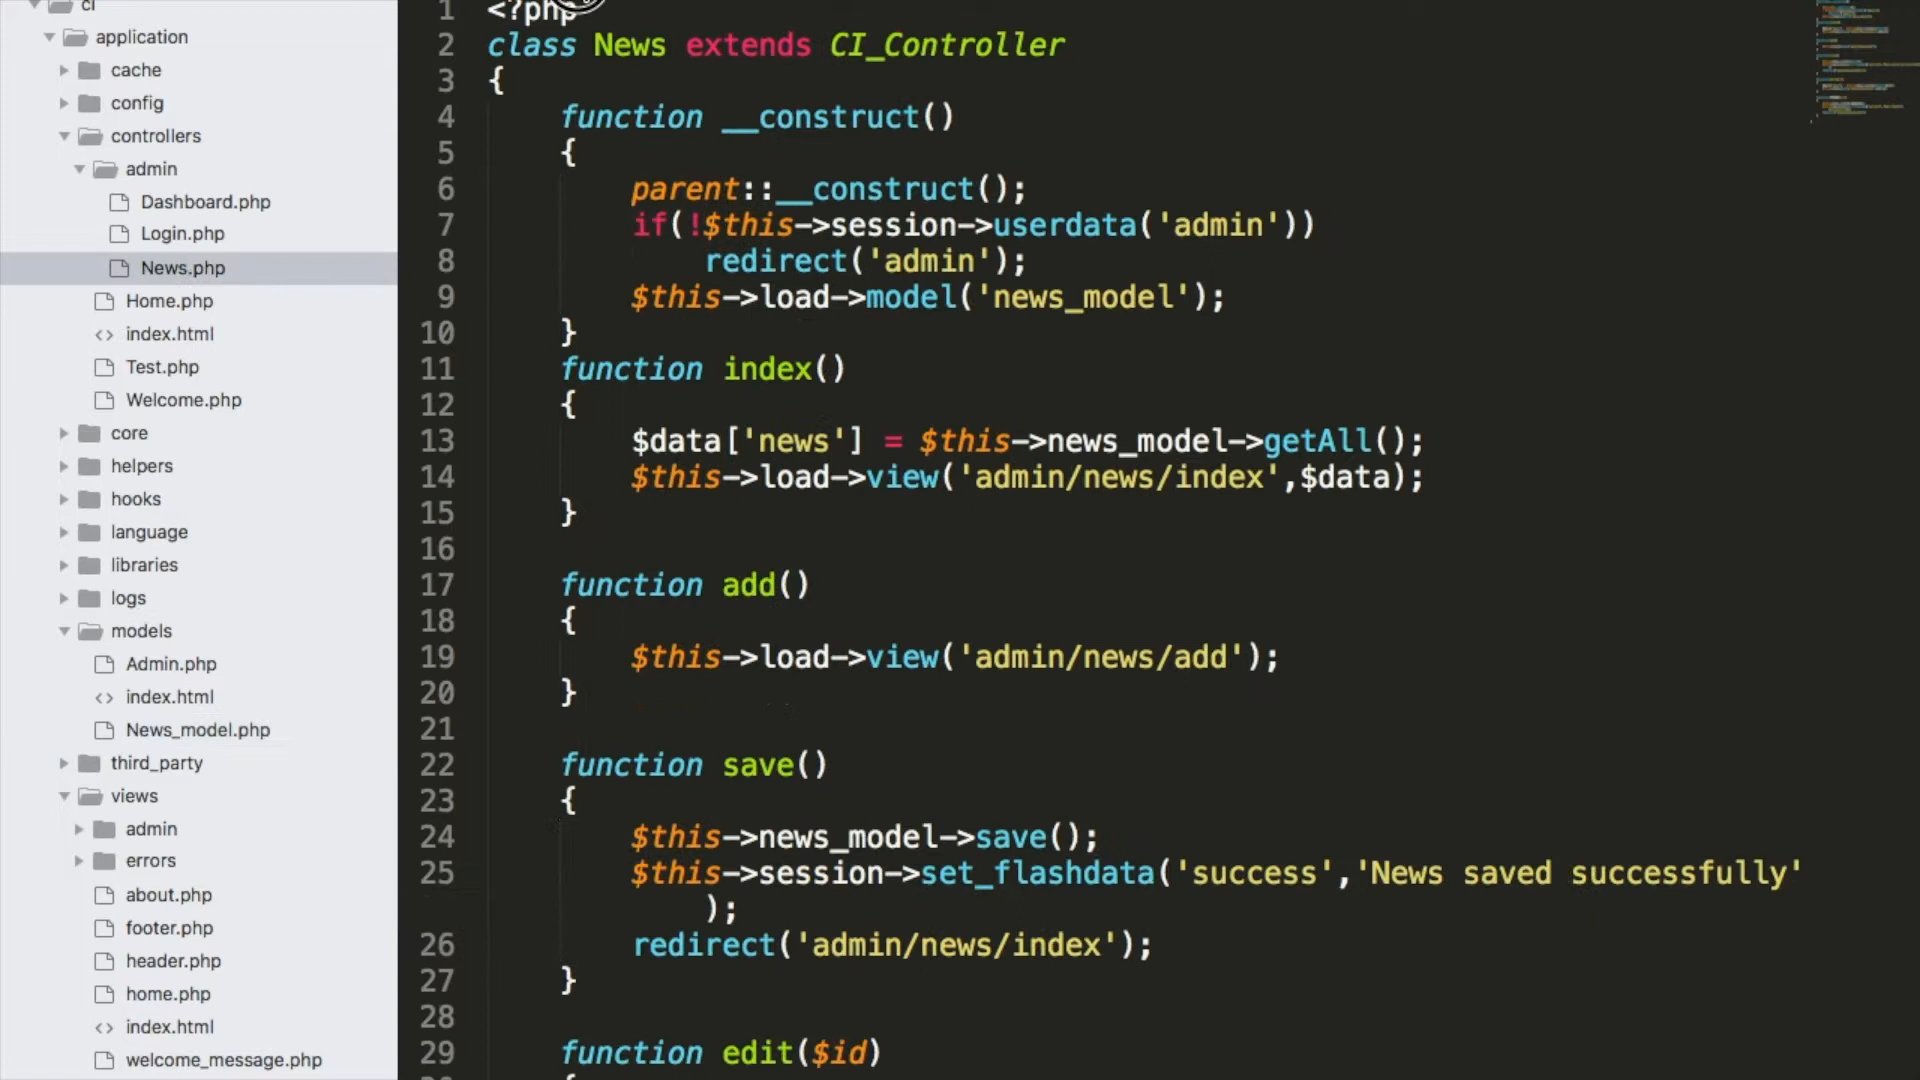 ci
application
cache
config
controllers
admin
Dashboard.php
Login.php
News.php
Home.php
index.html
Test.php
Welcome.php
core
helpers
hooks
language
libraries
logs
models
Admin.php
index.html
News_model.php
third_party
views
admin
errors
about.php
footer.php
header.php
home.php
index.html
welcome_message.php
1 <?php
2 class News extends CI_Controller
3 {
4 function __construct()
5 {
6 parent::__construct();
7 if(!$this->session->userdata('admin'))
8 redirect('admin');
9 $this->load->model('news_model');
10 }
11 function index()
12 {
13 $data['news'] = $this->news_model->getAll();
14 $this->load->view('admin/news/index',$data);
15 }
16
17 function add()
18 {
19 $this->load->view('admin/news/add');
20 }
21
22 function save()
23 {
24 $this->news_model->save();
25 $this->session->set_flashdata('success','News saved successfully'
);
26 redirect('admin/news/index');
27 }
28
29 function edit($id)